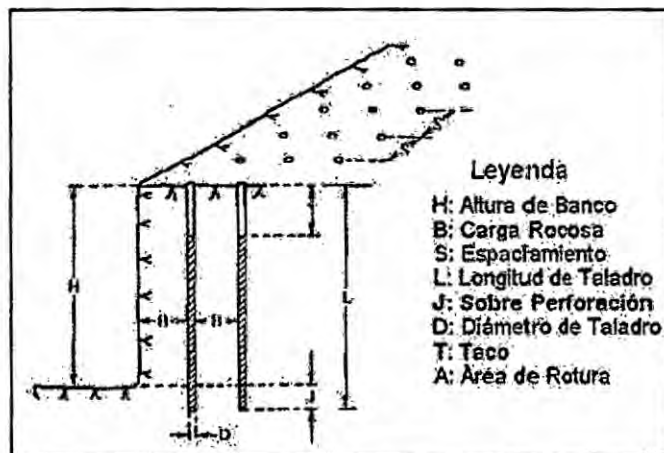 S
S
Leyenda
H: Altura de Banco
B: Carga Rocosa
S: Espaciamiento
L: Longitud de Taladro
J: Sobre Perforación
D: Diámetro de Taladro
T: Taco
A: Área de Rotura
H
B
B
L
D